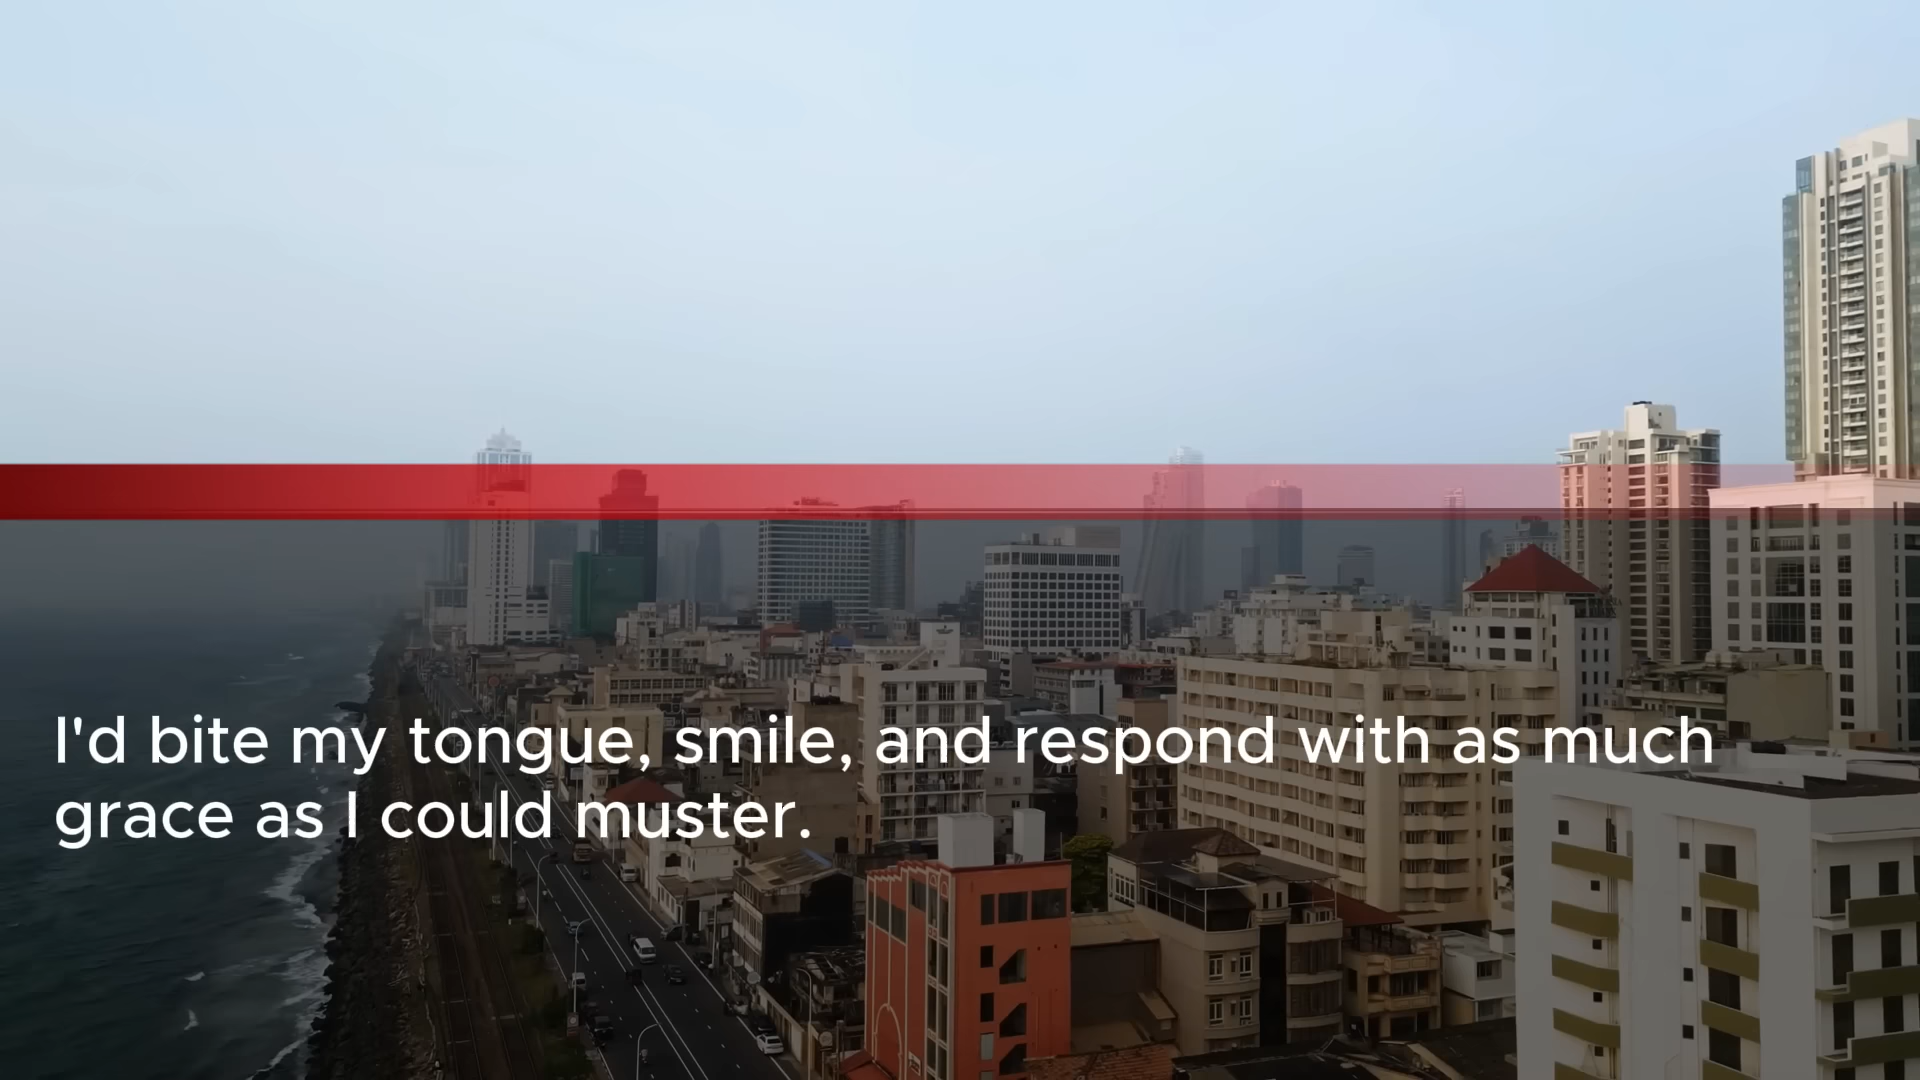 I'd bite my tongue, smile, and respond with as much
grace as I could muster.